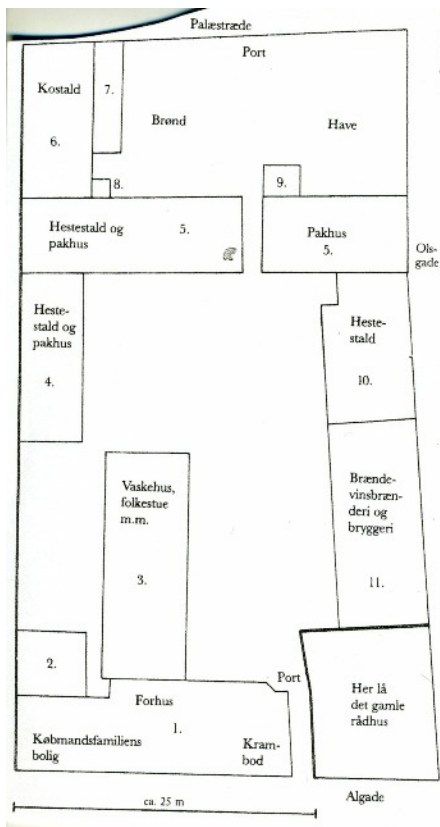 Palæstræde
Port
Kostald
7.
Brønd
Have
6.
8.
9.
Hestestald og
pakhus
5.
Pakhus
5.
Ols-
gade
Heste-
stald og
pakhus
4.
Heste-
stald
10.
Vaskehus,
folkestue
m.m.
3.
Brænde-
vinsbræn-
deri og
bryggeri
11.
2.
Port
Her lå
det gamle
rådhus
Forhus
1.
Købmandsfamiliens
bolig
Kram-
bod
Algade
ca. 25 m